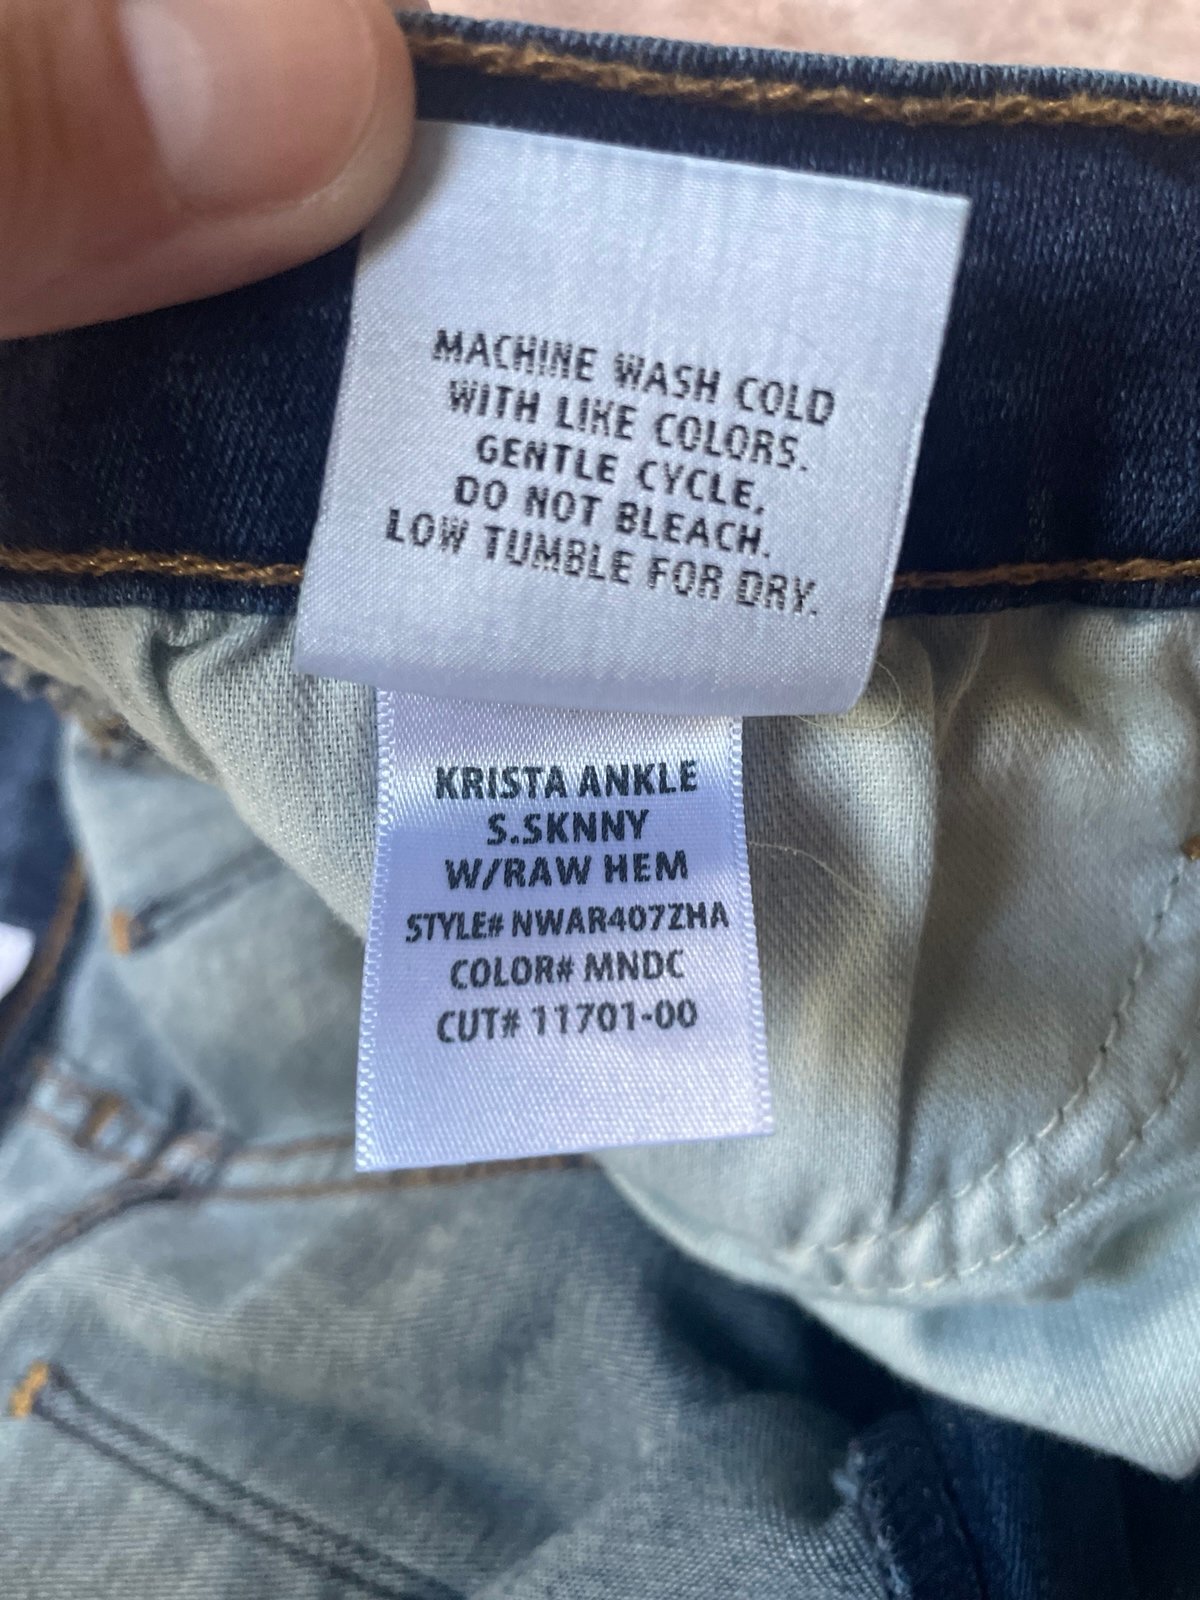 MACHINE WASH COLD
WITH LIKE COLORS.
GENTLE CYCLE,
DO NOT BLEACH.
LOW TUMBLE FOR DRY.
KRISTA ANKLE
S.SKNNY
W/RAW HEM
STYLE# NWAR407ZHA
COLOR# MNDC
CUT# 11701-00